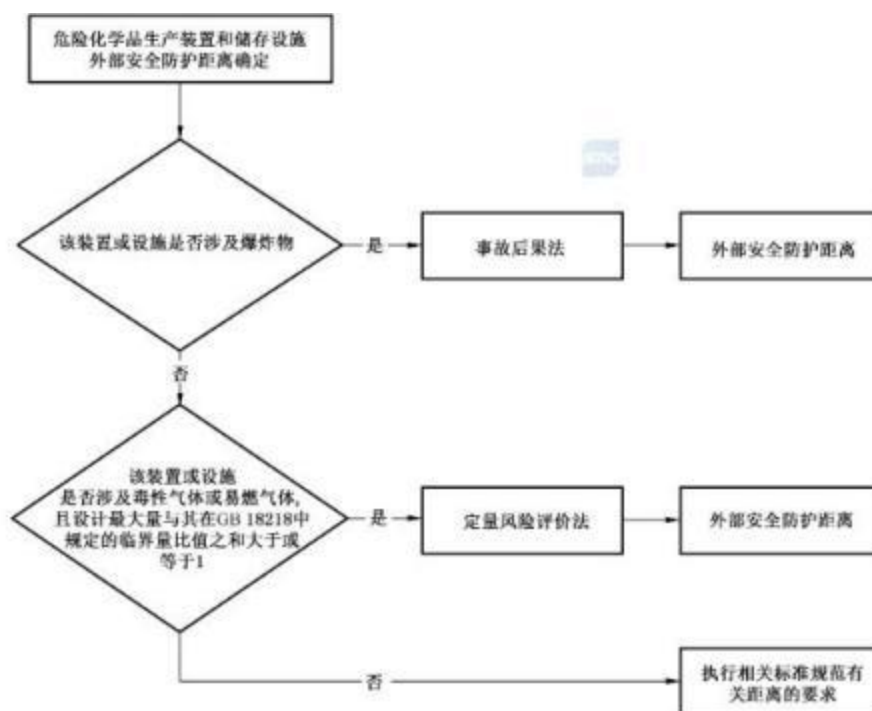 危险化学品生产装置和储存设施
外部安全防护距离确定
该装置或设施是否涉及爆炸物
是
事故后果法
外部安全防护距离
否
该装置或设施
是否涉及毒性气体或易燃气体,
且设计最大量与其在GB 18218中
规定的临界量比值之和大于或
等于1
是
定量风险评价法
外部安全防护距离
否
执行相关标准规范有
关距离的要求